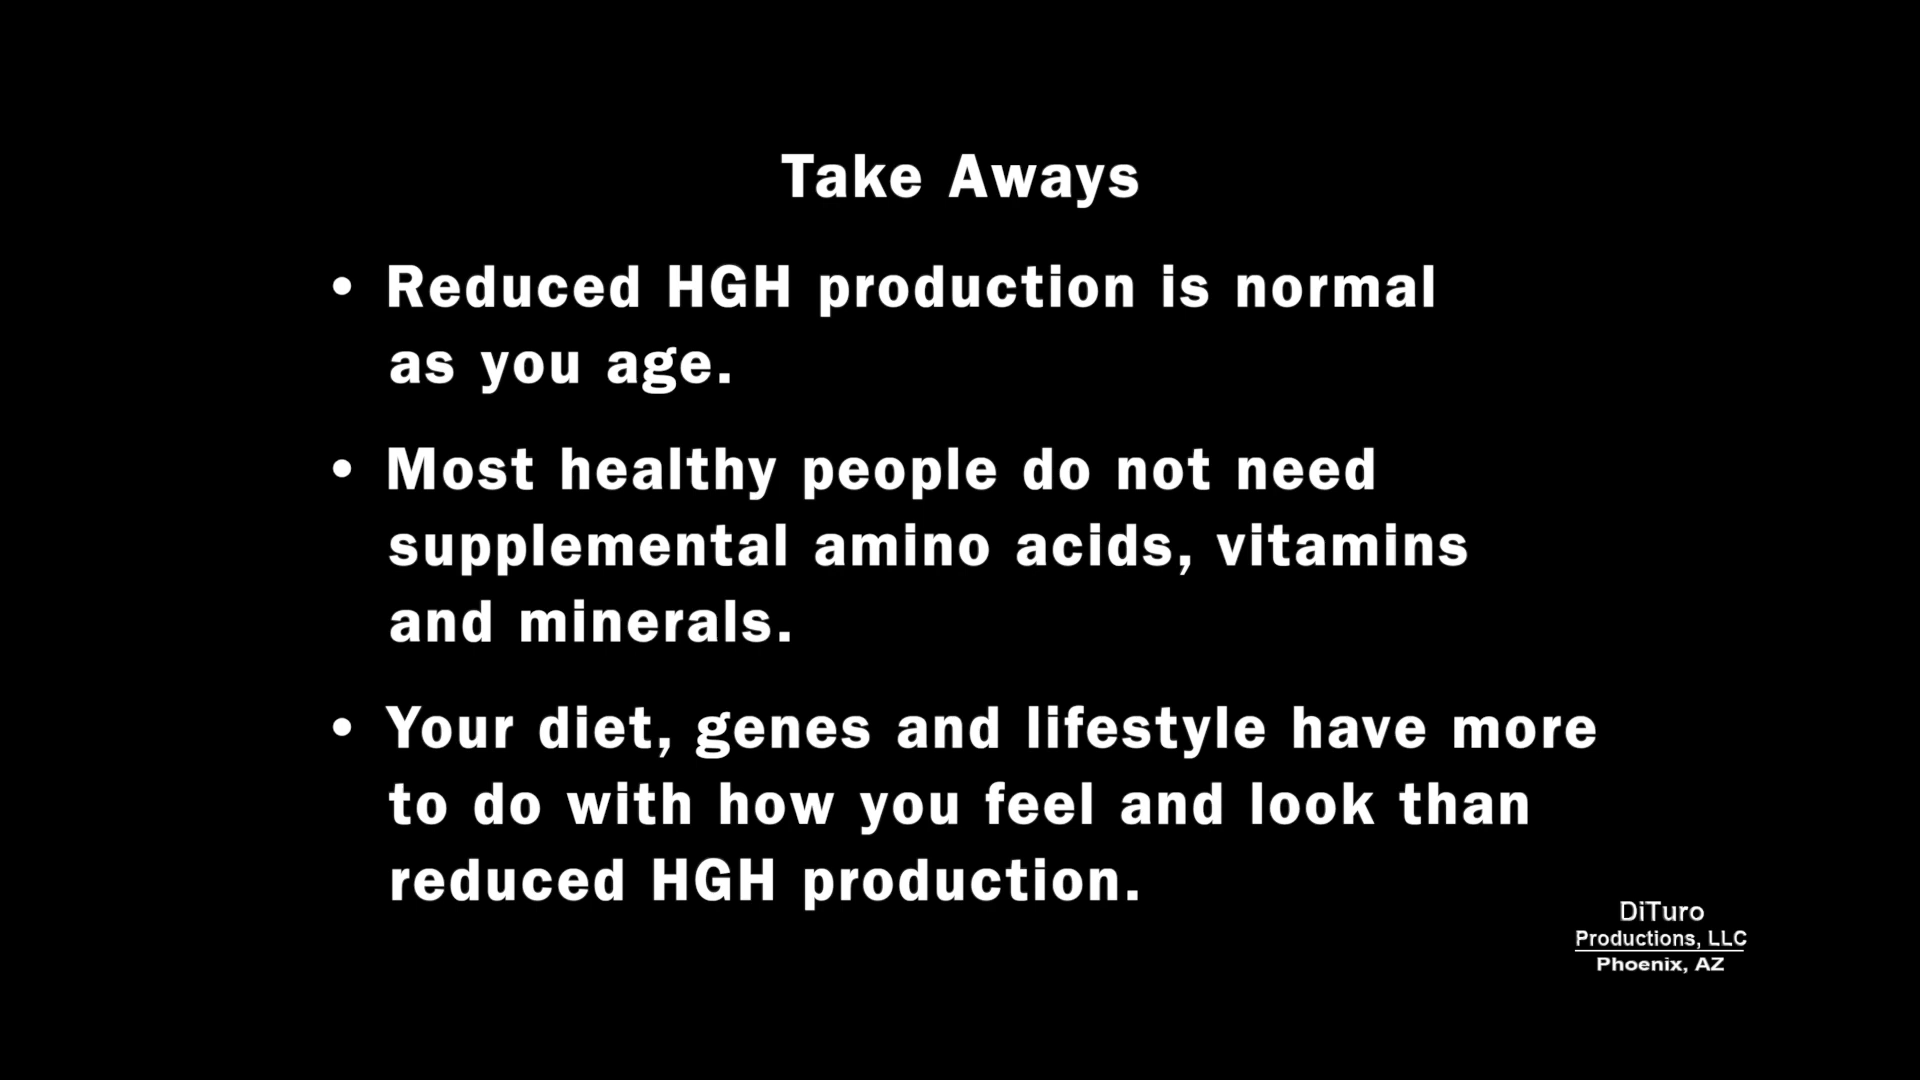 Take Aways
• Reduced HGH production is normal
as you age.
• Most healthy people do not need
supplemental amino acids, vitamins
and minerals.
• Your diet, genes and lifestyle have more
to do with how you feel and look than
reduced HGH production.
DiTuro
Productions, LLC
Phoenix, AZ